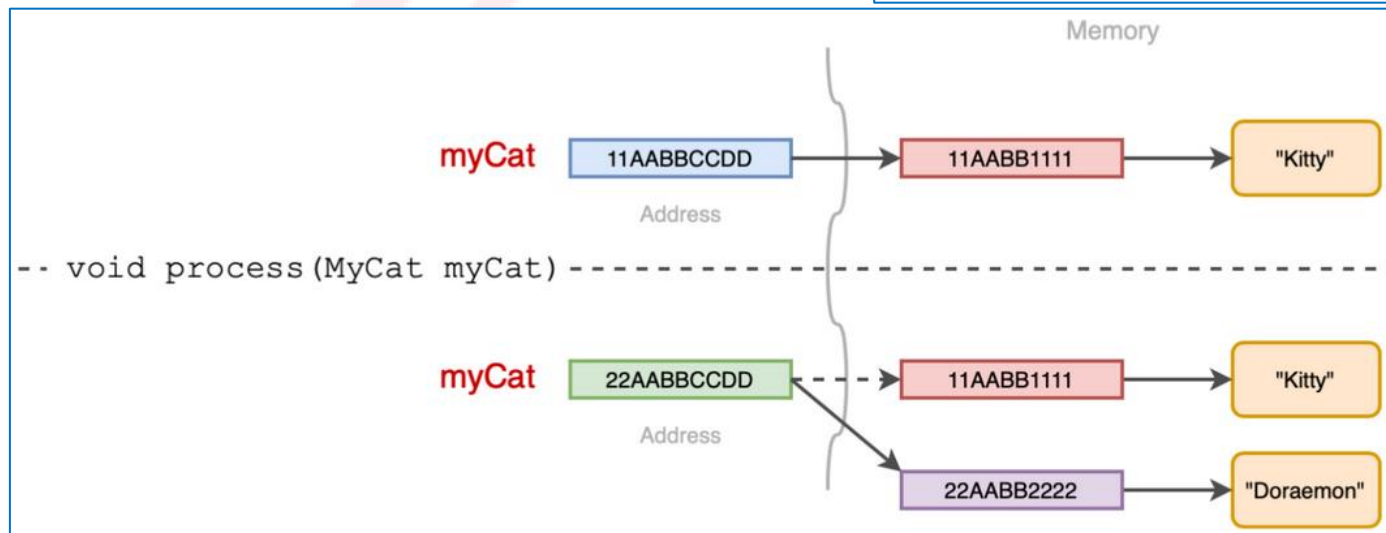 Memory
myCat 11AABBCCDD 11AABB1111 "Kitty"
Address
-- void process(MyCat myCat)
myCat 22AABBCCDD 11AABB1111 "Kitty"
Address
22AABB2222 "Doraemon"